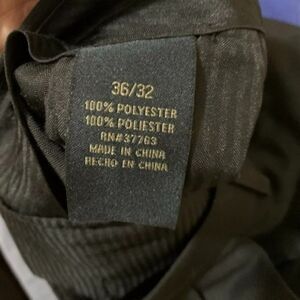 36/32
100% POLYESTER
100% POLIESTER
RN#37763
MADE IN CHINA
HECHO EN CHINA